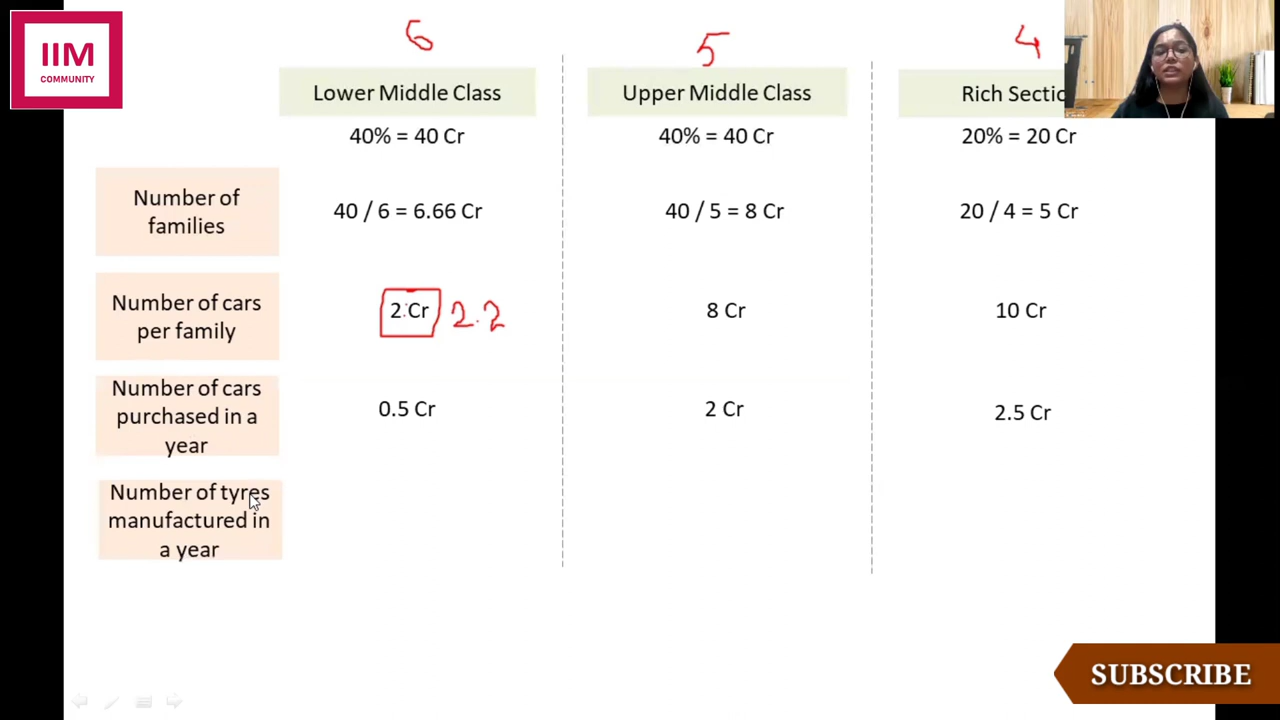 IIM
COMMUNITY
6
5
4
Lower Middle Class
Upper Middle Class
Rich Sectio
40% = 40 Cr
40% = 40 Cr
20% = 20 Cr
Number of
families
40 / 6 = 6.66 Cr
40 / 5 = 8 Cr
20 / 4 = 5 Cr
Number of cars
per family
2 Cr
2.2
8 Cr
10 Cr
Number of cars
purchased in a
year
0.5 Cr
2 Cr
2.5 Cr
Number of tyres
manufactured in
a year
SUBSCRIBE